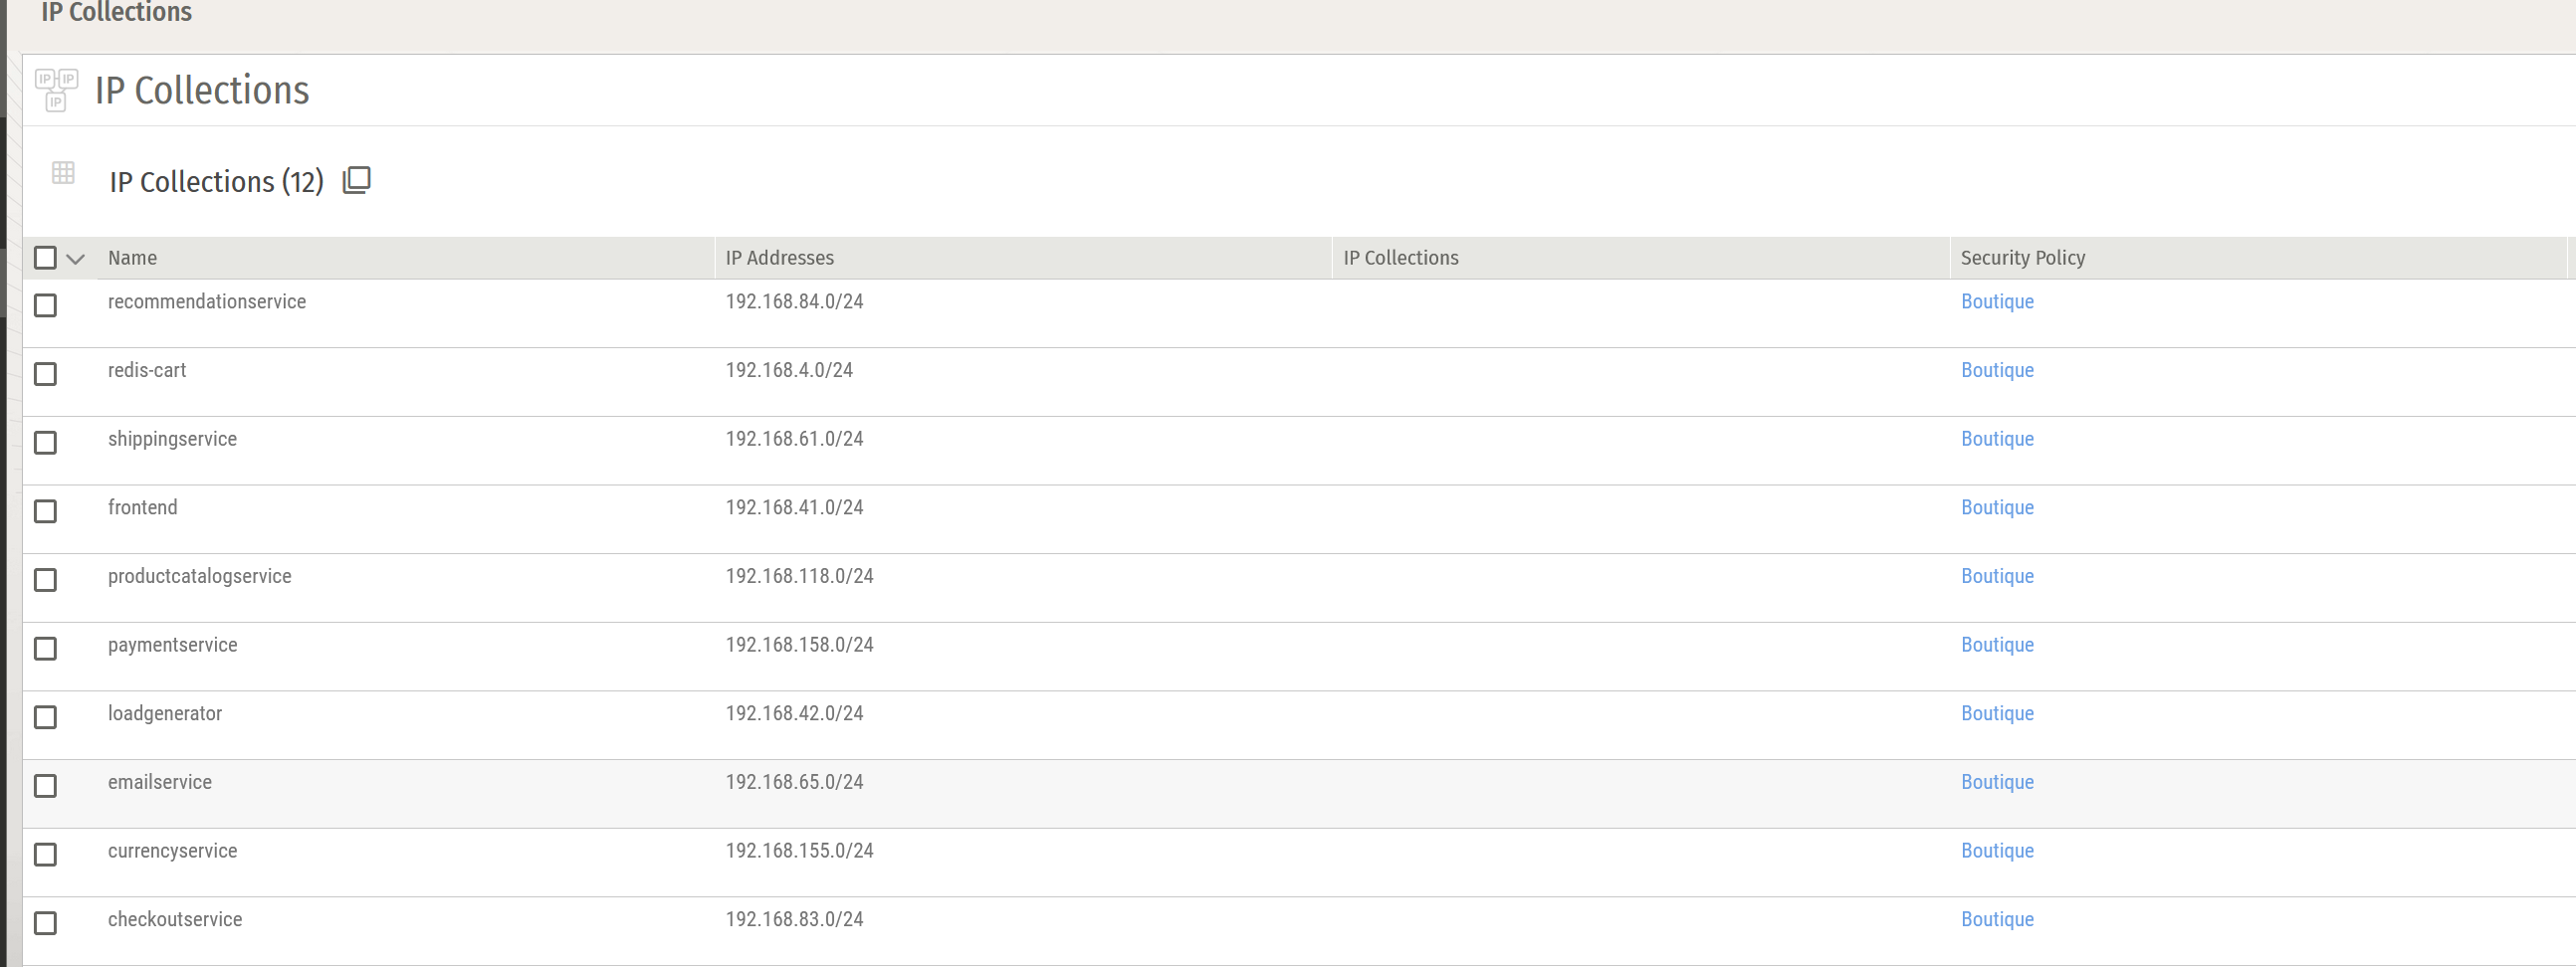 IP Collections
IP IP
IP
IP Collections
IP Collections (12)
Name IP Addresses IP Collections Security Policy
recommendationservice 192.168.84.0/24 Boutique
redis-cart 192.168.4.0/24 Boutique
shippingservice 192.168.61.0/24 Boutique
frontend 192.168.41.0/24 Boutique
productcatalogservice 192.168.118.0/24 Boutique
paymentservice 192.168.158.0/24 Boutique
loadgenerator 192.168.42.0/24 Boutique
emailservice 192.168.65.0/24 Boutique
currencyservice 192.168.155.0/24 Boutique
checkoutservice 192.168.83.0/24 Boutique